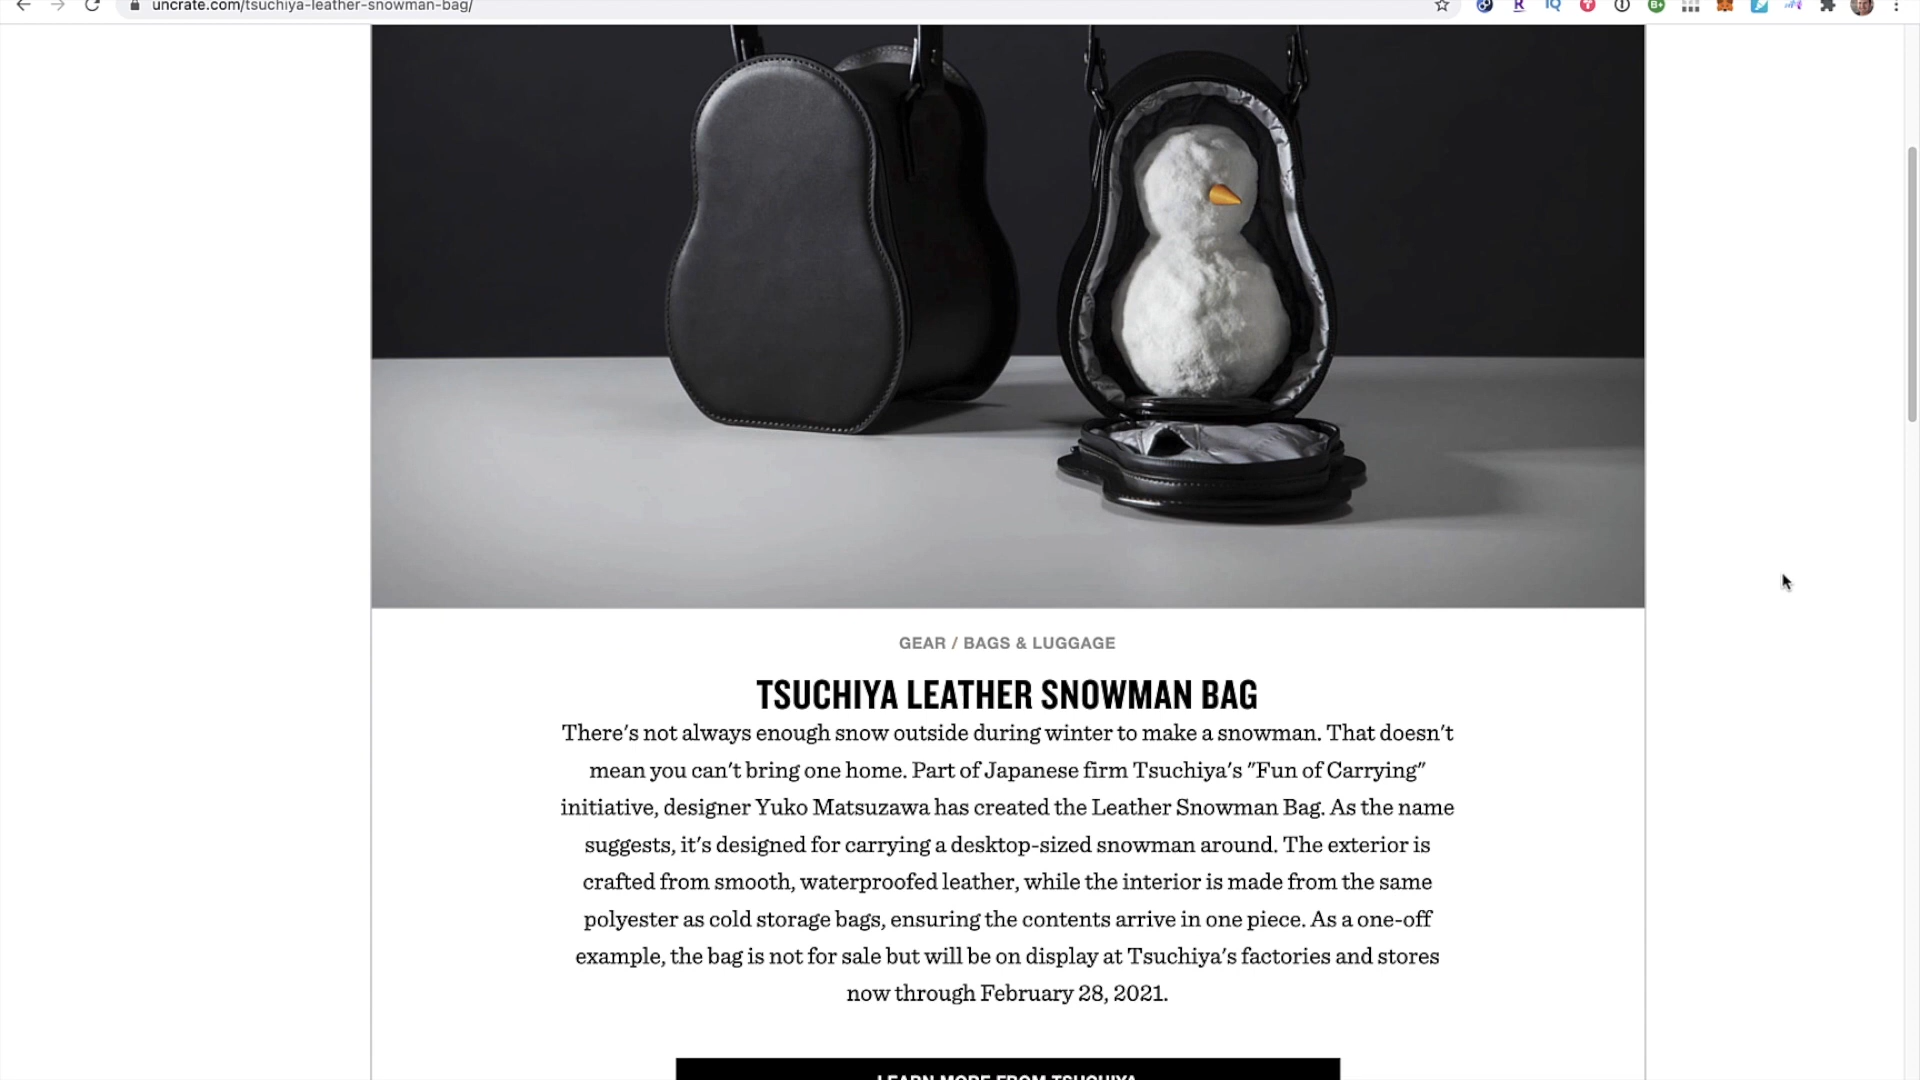 uncrate.com/tsuchiya-leather-snowman-bag/
GEAR / BAGS & LUGGAGE
TSUCHIYA LEATHER SNOWMAN BAG
There's not always enough snow outside during winter to make a snowman. That doesn't
mean you can't bring one home. Part of Japanese firm Tsuchiya's "Fun of Carrying"
initiative, designer Yuko Matsuzawa has created the Leather Snowman Bag. As the name
suggests, it's designed for carrying a desktop-sized snowman around. The exterior is
crafted from smooth, waterproofed leather, while the interior is made from the same
polyester as cold storage bags, ensuring the contents arrive in one piece. As a one-off
example, the bag is not for sale but will be on display at Tsuchiya's factories and stores
now through February 28, 2021.
LEARN MORE FROM TSUCHIYA